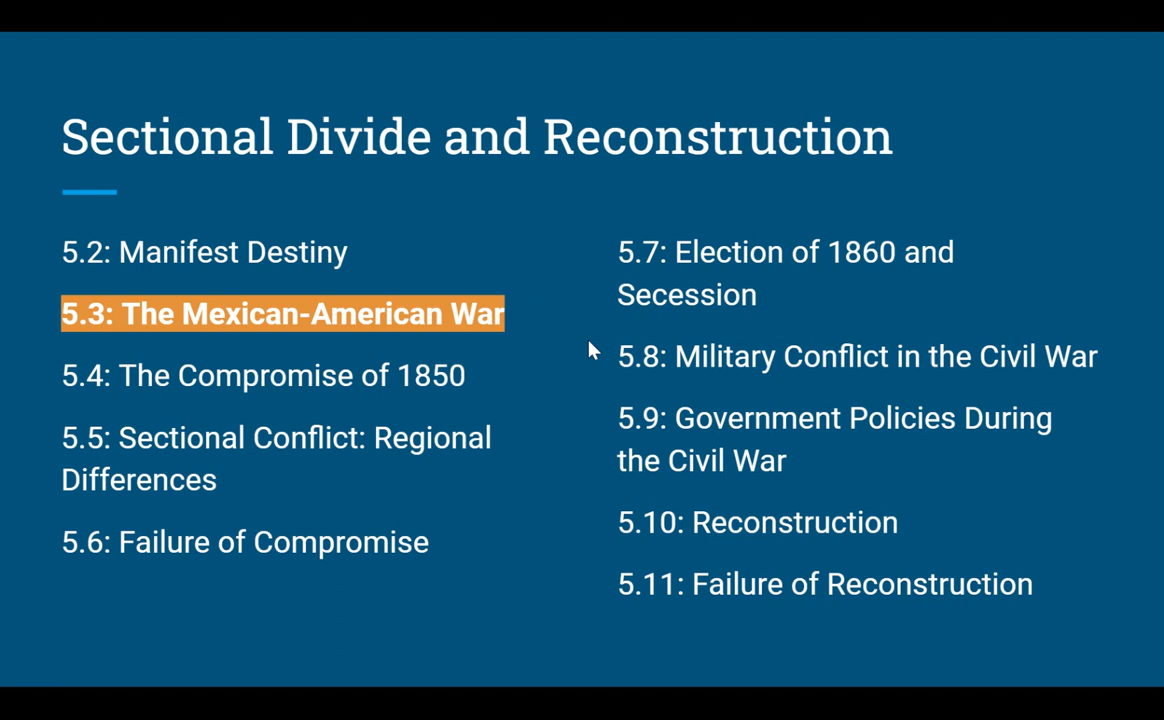 Sectional Divide and Reconstruction
5.2: Manifest Destiny
5.3: The Mexican-American War
5.4: The Compromise of 1850
5.5: Sectional Conflict: Regional
Differences
5.6: Failure of Compromise
5.7: Election of 1860 and
Secession
5.8: Military Conflict in the Civil War
5.9: Government Policies During
the Civil War
5.10: Reconstruction
5.11: Failure of Reconstruction